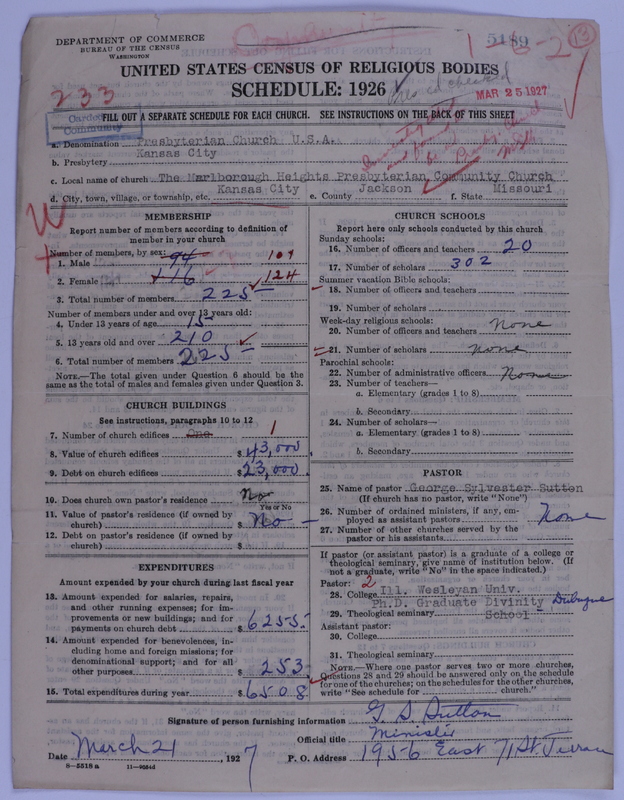 DEPARTMENT OF COMMERCE
BUREAU OF THE CENSUS
WASHINGTON
Community
5189
1-6-2 13
UNITED STATES CENSUS OF RELIGIOUS BODIES
SCHEDULE: 1926
233
MAR 25 1927
FILL OUT A SEPARATE SCHEDULE FOR EACH CHURCH. SEE INSTRUCTIONS ON THE BACK OF THIS SHEET
Carded
Community
a. Denomination Presbyterian Church U.S.A.
b. Presbytery Kansas City
c. Local name of church The Marlborough Heights Presbyterian Comunity Church
d. City, town, village, or township, etc. Kansas City e. County Jackson f. State Missouri
MEMBERSHIP
Report number of members according to definition of member in your church
Number of members, by sex:
1. Male 94 101
2. Female 116 124
3. Total number of members 225
Number of members under and over 13 years old:
4. Under 13 years of age 15
5. 13 years old and over 210
6. Total number of members 225
NOTE.—The total given under Question 6 should be the same as the total of males and females given under Question 3.
CHURCH BUILDINGS
See instructions, paragraphs 10 to 12
7. Number of church edifices One 1
8. Value of church edifices $43,000
9. Debt on church edifices $23,000
10. Does church own pastor's residence No
Yes or No
11. Value of pastor's residence (if owned by church) $ No
12. Debt on pastor's residence (if owned by church) $
EXPENDITURES
Amount expended by your church during last fiscal year
13. Amount expended for salaries, repairs, and other running expenses; for improvements or new buildings; and for payments on church debt $6255
14. Amount expended for benevolences, including home and foreign missions; for denominational support; and for all other purposes $253
15. Total expenditures during year $6508
CHURCH SCHOOLS
Report here only schools conducted by this church
Sunday schools:
16. Number of officers and teachers 20
17. Number of scholars 302
Summer vacation Bible schools:
18. Number of officers and teachers
19. Number of scholars
Week-day religious schools:
20. Number of officers and teachers None
21. Number of scholars none
Parochial schools:
22. Number of administrative officers None
23. Number of teachers—
a. Elementary (grades 1 to 8)
b. Secondary
24. Number of scholars—
a. Elementary (grades 1 to 8)
b. Secondary
PASTOR
25. Name of pastor George Sylvester Sutton
(If church has no pastor, write "None")
26. Number of ordained ministers, if any, employed as assistant pastors None
27. Number of other churches served by the pastor or his assistants
If pastor (or assistant pastor) is a graduate of a college or theological seminary, give name of institution below. (If not a graduate, write "No" in the space indicated.)
Pastor: 2
28. College Ill. Wesleyan Univ.
Ph.D. Graduate Divinity Dubuque
29. Theological seminary School
Assistant pastor:
30. College
31. Theological seminary
NOTE.—Where one pastor serves two or more churches, Questions 28 and 29 should be answered only on the schedule for one of the churches; on the schedules for the other churches, write "See schedule for church."
Signature of person furnishing information G. S. Sutton
Official title Minister
Date March 21, 1927 P. O. Address 1956 East 71 St. Terrace
8-5518 a 11-9554d